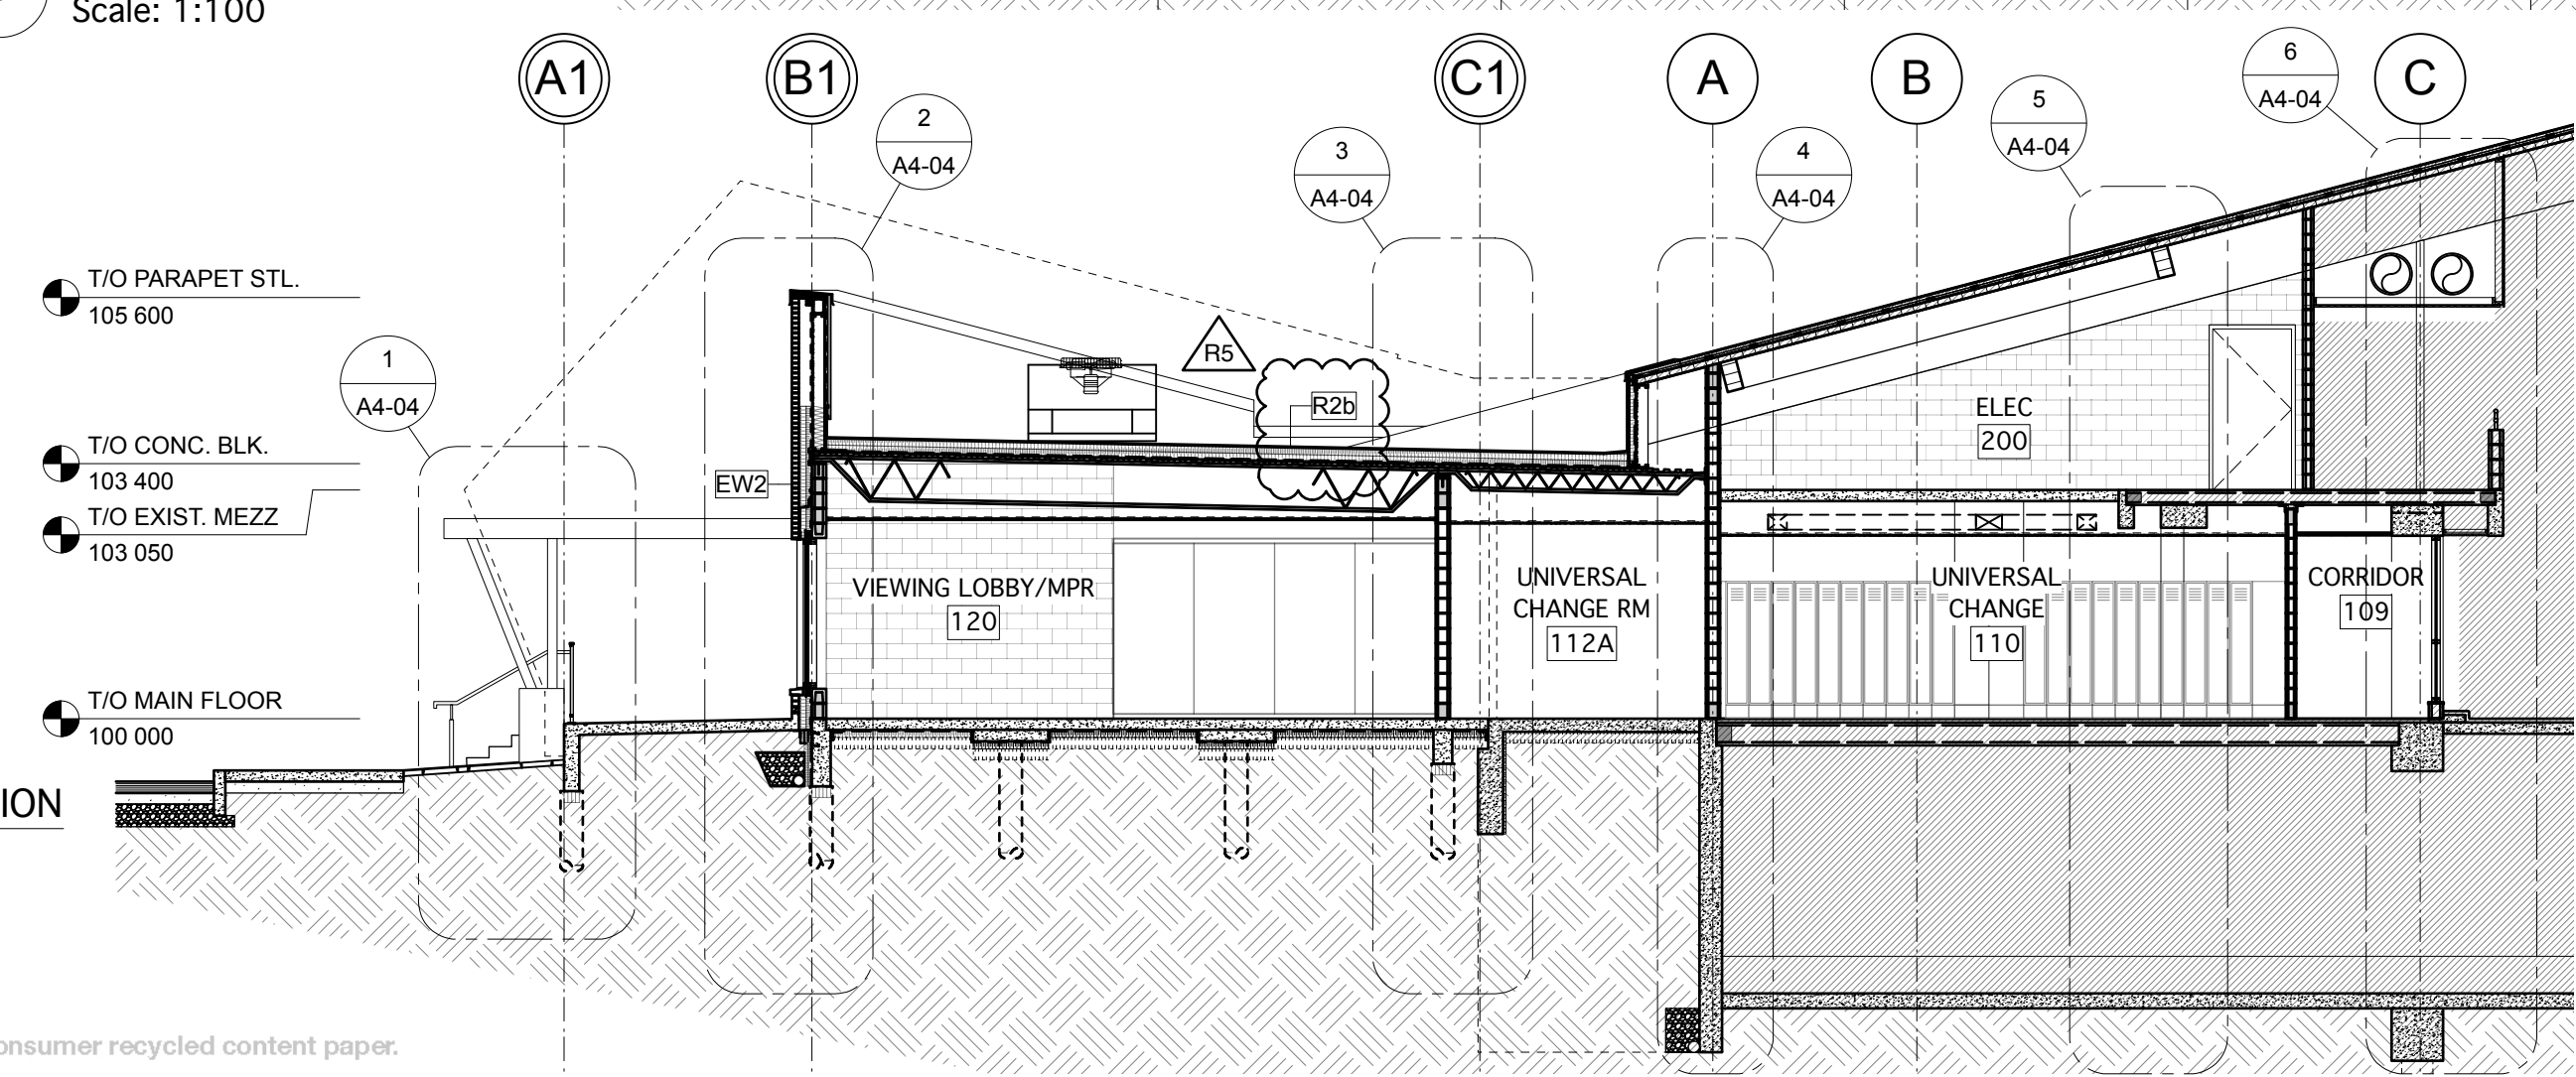 Scale: 1:100
A1
B1
C1
A
B
C
2
A4-04
3
A4-04
4
A4-04
5
A4-04
6
A4-04
T/O PARAPET STL.
105 600
1
A4-04
R5
R2b
T/O CONC. BLK.
103 400
T/O EXIST. MEZZ
103 050
EW2
ELEC
200
VIEWING LOBBY/MPR
120
UNIVERSAL
CHANGE RM
112A
UNIVERSAL
CHANGE
110
CORRIDOR
109
T/O MAIN FLOOR
100 000
ION
onsumer recycled content paper.